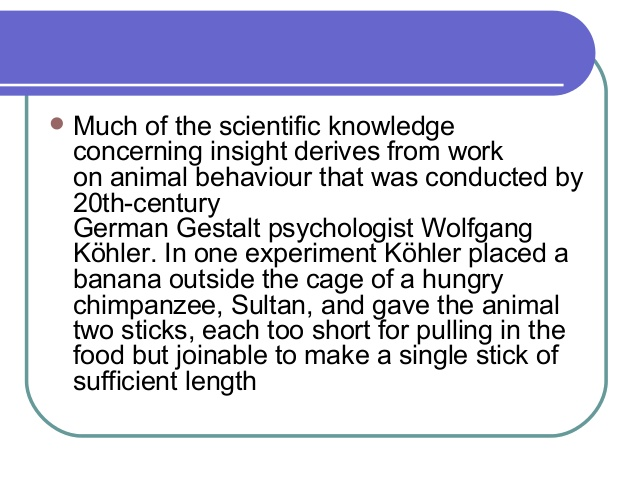 Much of the scientific knowledge
concerning insight derives from work
on animal behaviour that was conducted by
20th-century
German Gestalt psychologist Wolfgang
Köhler. In one experiment Köhler placed a
banana outside the cage of a hungry
chimpanzee, Sultan, and gave the animal
two sticks, each too short for pulling in the
food but joinable to make a single stick of
sufficient length